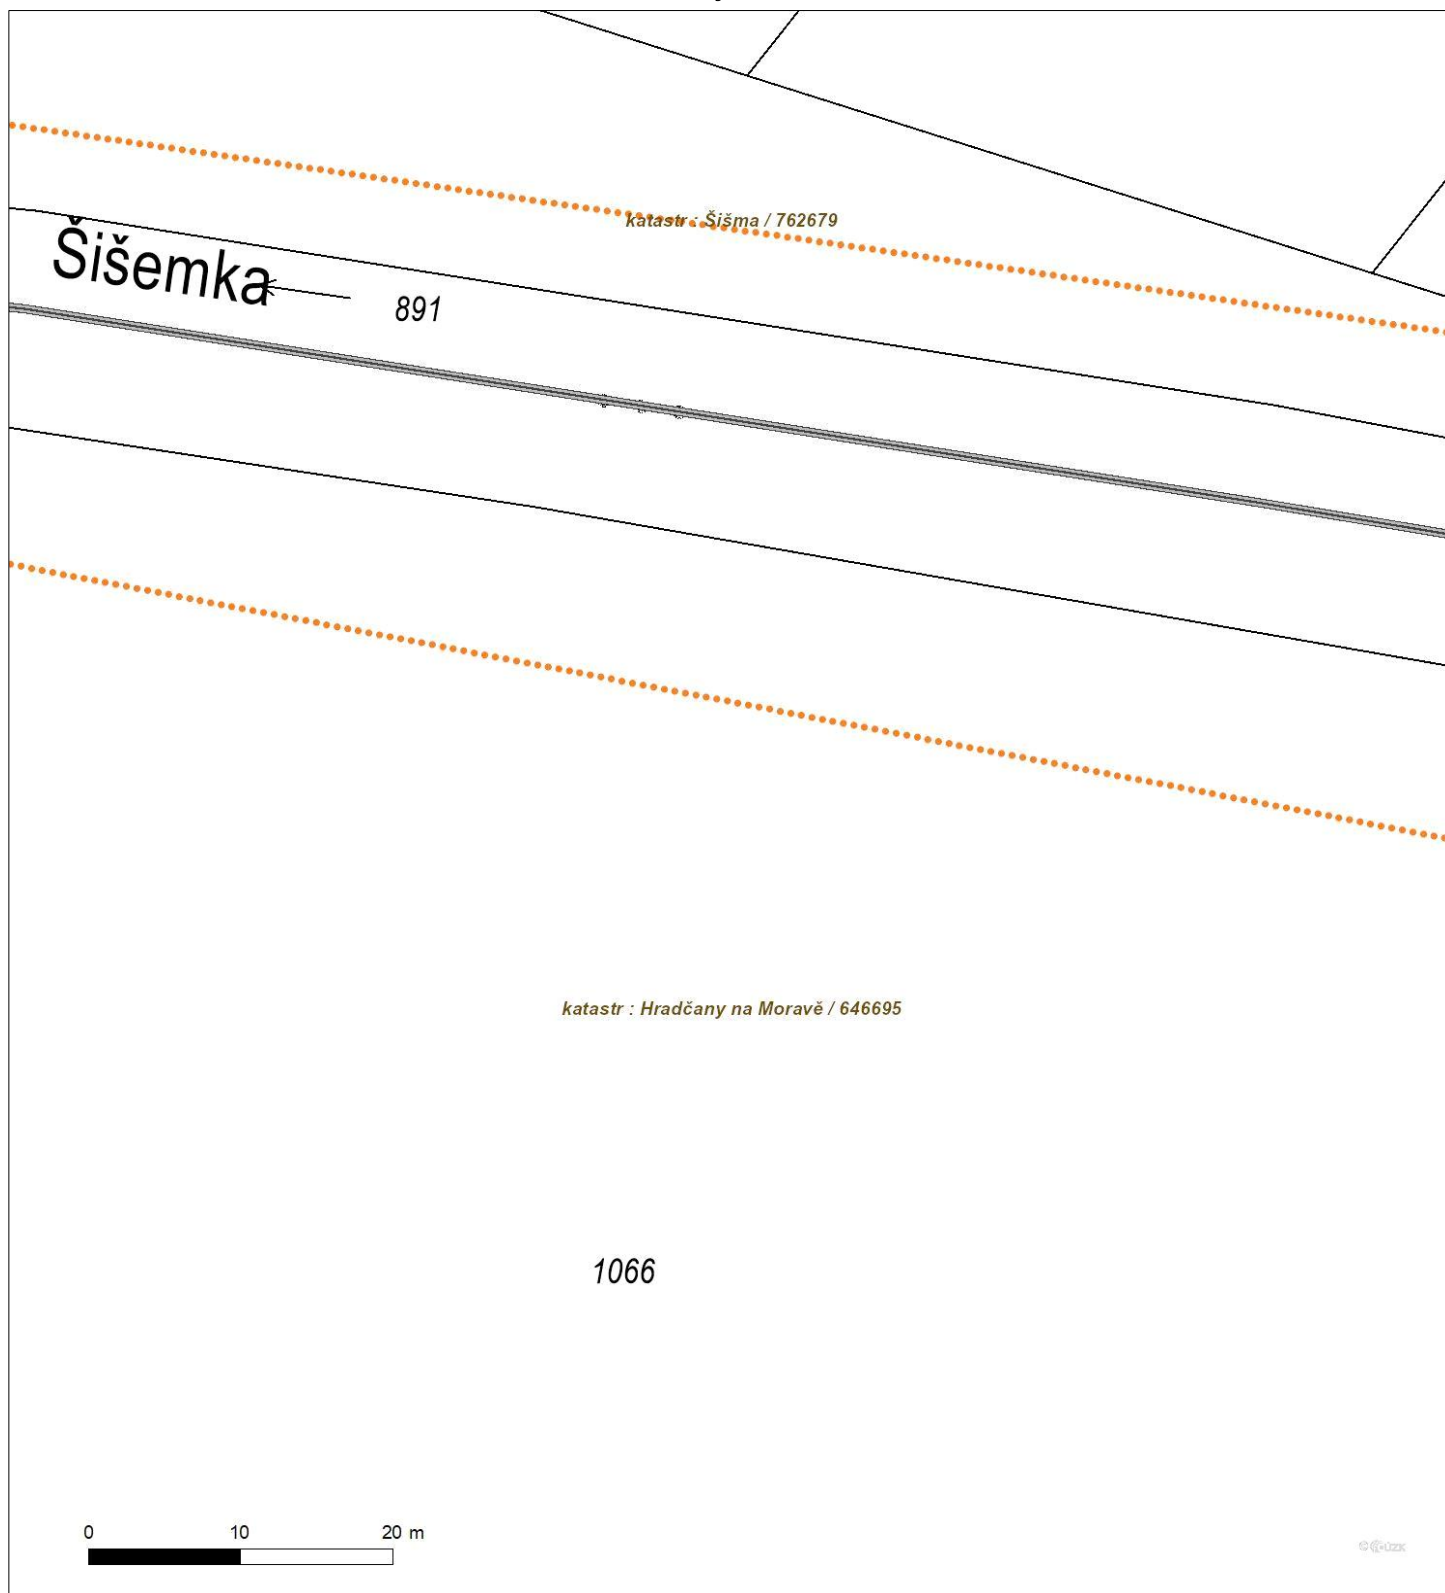 katastr : Šišma / 762679
Šišemka
891
katastr : Hradčany na Moravě / 646695
1066
0 10 20 m